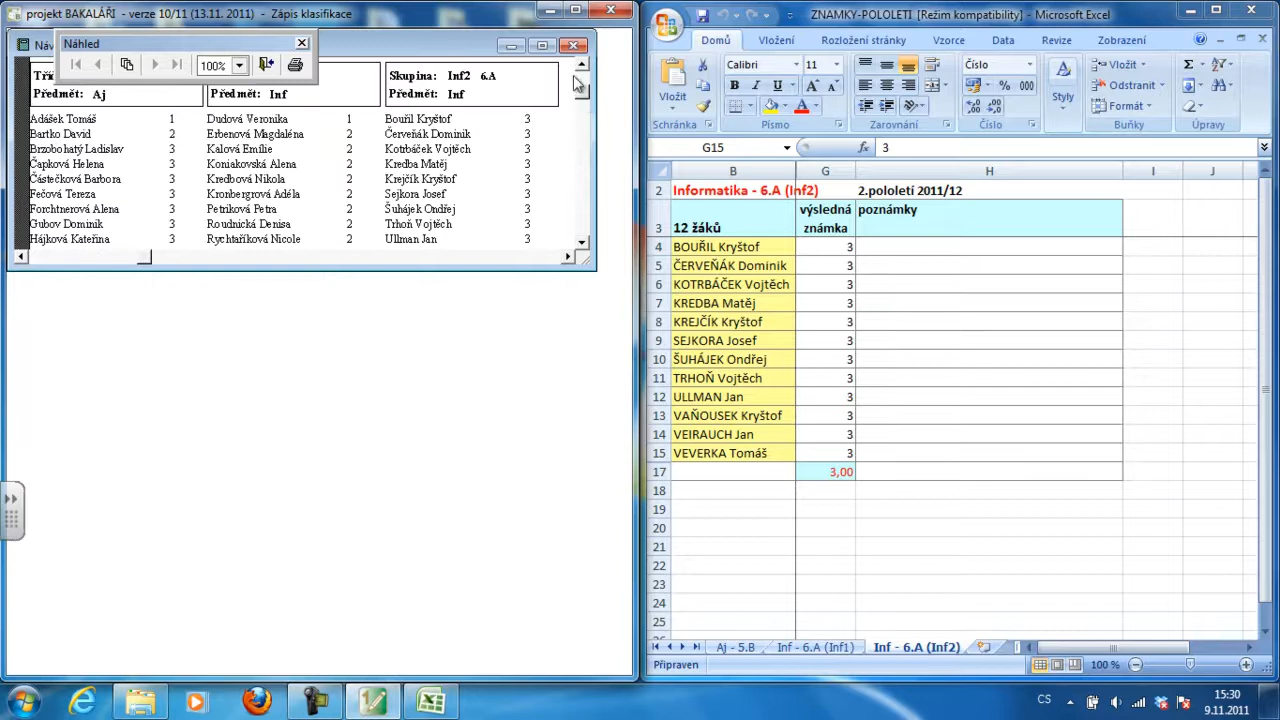 projekt BAKALÁŘI - verze 10/11 (13.11. 2011) - Zápis klasifikace
Náhled
100%
Předmět: Aj
Předmět: Inf
Skupina: Inf2 6.A
Předmět: Inf
Adášek Tomáš 1
Bartko David 2
Brzobohatý Ladislav 3
Čapková Helena 3
Částečková Barbora 3
Fečová Tereza 3
Forchtnerová Alena 3
Gubov Dominik 3
Hájková Kateřina 3
Dudová Veronika 1
Erbenová Magdaléna 2
Kalová Emílie 2
Koniakovská Alena 2
Kredbová Nikola 2
Kronbergrová Adéla 2
Petriková Petra 2
Roudnická Denisa 2
Rychtaříková Nicole 2
Bouřil Kryštof 3
Červeňák Dominik 3
Kotrbáček Vojtěch 3
Kredba Matěj 3
Krejčík Kryštof 3
Sejkora Josef 3
Šuhájek Ondřej 3
Trhoň Vojtěch 3
Ullman Jan 3
ZNAMKY-POLOLETI [Režim kompatibility] - Microsoft Excel
Domů Vložení Rozložení stránky Vzorce Data Revize Zobrazení
Vložit
Calibri 11
Číslo
Styly
Vložit
Odstranit
Formát
Schránka Písmo Zarovnání Číslo Buňky Úpravy
G15 fx 3
B G H I J
2 Informatika - 6.A (Inf2) 2.pololetí 2011/12
3 12 žáků výsledná známka poznámky
4 BOUŘIL Kryštof 3
5 ČERVEŇÁK Dominik 3
6 KOTRBÁČEK Vojtěch 3
7 KREDBA Matěj 3
8 KREJČÍK Kryštof 3
9 SEJKORA Josef 3
10 ŠUHÁJEK Ondřej 3
11 TRHOŇ Vojtěch 3
12 ULLMAN Jan 3
13 VAŇOUSEK Kryštof 3
14 VEIRAUCH Jan 3
15 VEVERKA Tomáš 3
17 3,00
18
19
20
21
22
23
24
25
Aj - 5.B Inf - 6.A (Inf1) Inf - 6.A (Inf2)
Připraven 100 %
CS 15:30
9.11.2011